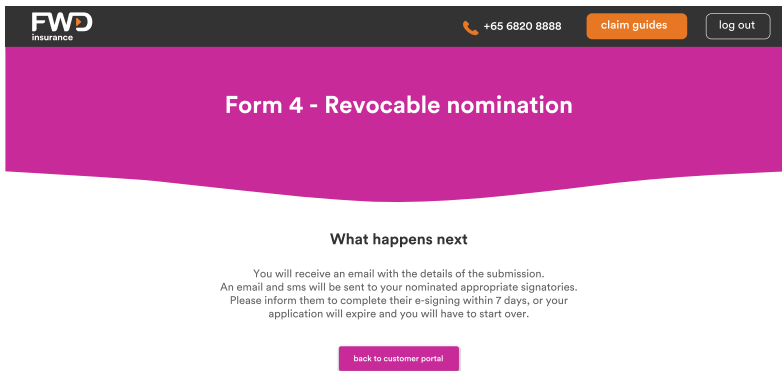 FWD
insurance
+65 6820 8888
claim guides
log out
Form 4 - Revocable nomination
What happens next
You will receive an email with the details of the submission.
An email and sms will be sent to your nominated appropriate signatories.
Please inform them to complete their e-signing within 7 days, or your
application will expire and you will have to start over.
back to customer portal